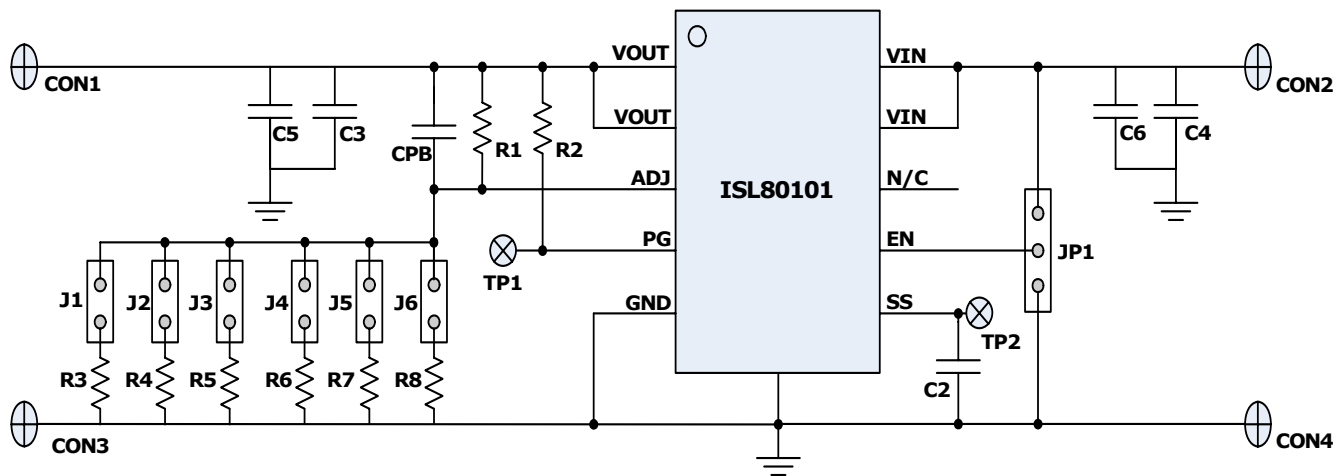 VOUT
VIN
CON1
CON2
C5
C3
R1
R2
CPB
VOUT
VIN
C6
C4
ADJ
ISL80101
N/C
PG
EN
JP1
TP1
J1
J2
J3
J4
J5
J6
GND
SS
TP2
R3
R4
R5
R6
R7
R8
C2
CON3
CON4